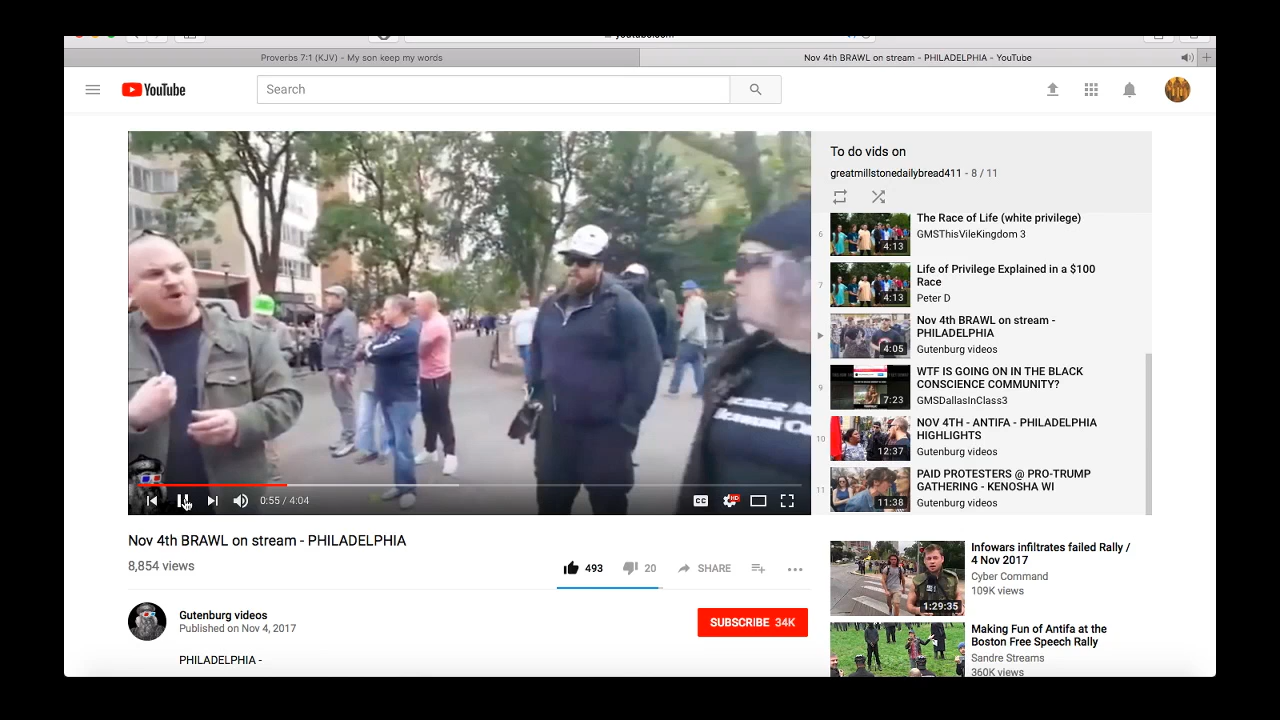 Proverbs 7:1 (KJV) - My son keep my words
Nov 4th BRAWL on stream - PHILADELPHIA - YouTube
YouTube
Search
To do vids on
greatmillstonedailybread411 - 8 / 11
6
The Race of Life (white privilege)
GMSThisVileKingdom 3
4:13
7
Life of Privilege Explained in a $100
Race
Peter D
4:13
Nov 4th BRAWL on stream -
PHILADELPHIA
Gutenburg videos
4:05
9
WTF IS GOING ON IN THE BLACK
CONSCIENCE COMMUNITY?
GMSDallasInClass3
7:23
10
NOV 4TH - ANTIFA - PHILADELPHIA
HIGHLIGHTS
Gutenburg videos
12:37
11
PAID PROTESTERS @ PRO-TRUMP
GATHERING - KENOSHA WI
Gutenburg videos
11:38
0:55 / 4:04
CC
HD
Nov 4th BRAWL on stream - PHILADELPHIA
8,854 views
493
20
SHARE
Gutenburg videos
Published on Nov 4, 2017
SUBSCRIBE 34K
PHILADELPHIA -
Infowars infiltrates failed Rally /
4 Nov 2017
Cyber Command
109K views
1:29:35
Making Fun of Antifa at the
Boston Free Speech Rally
Sandre Streams
360K views